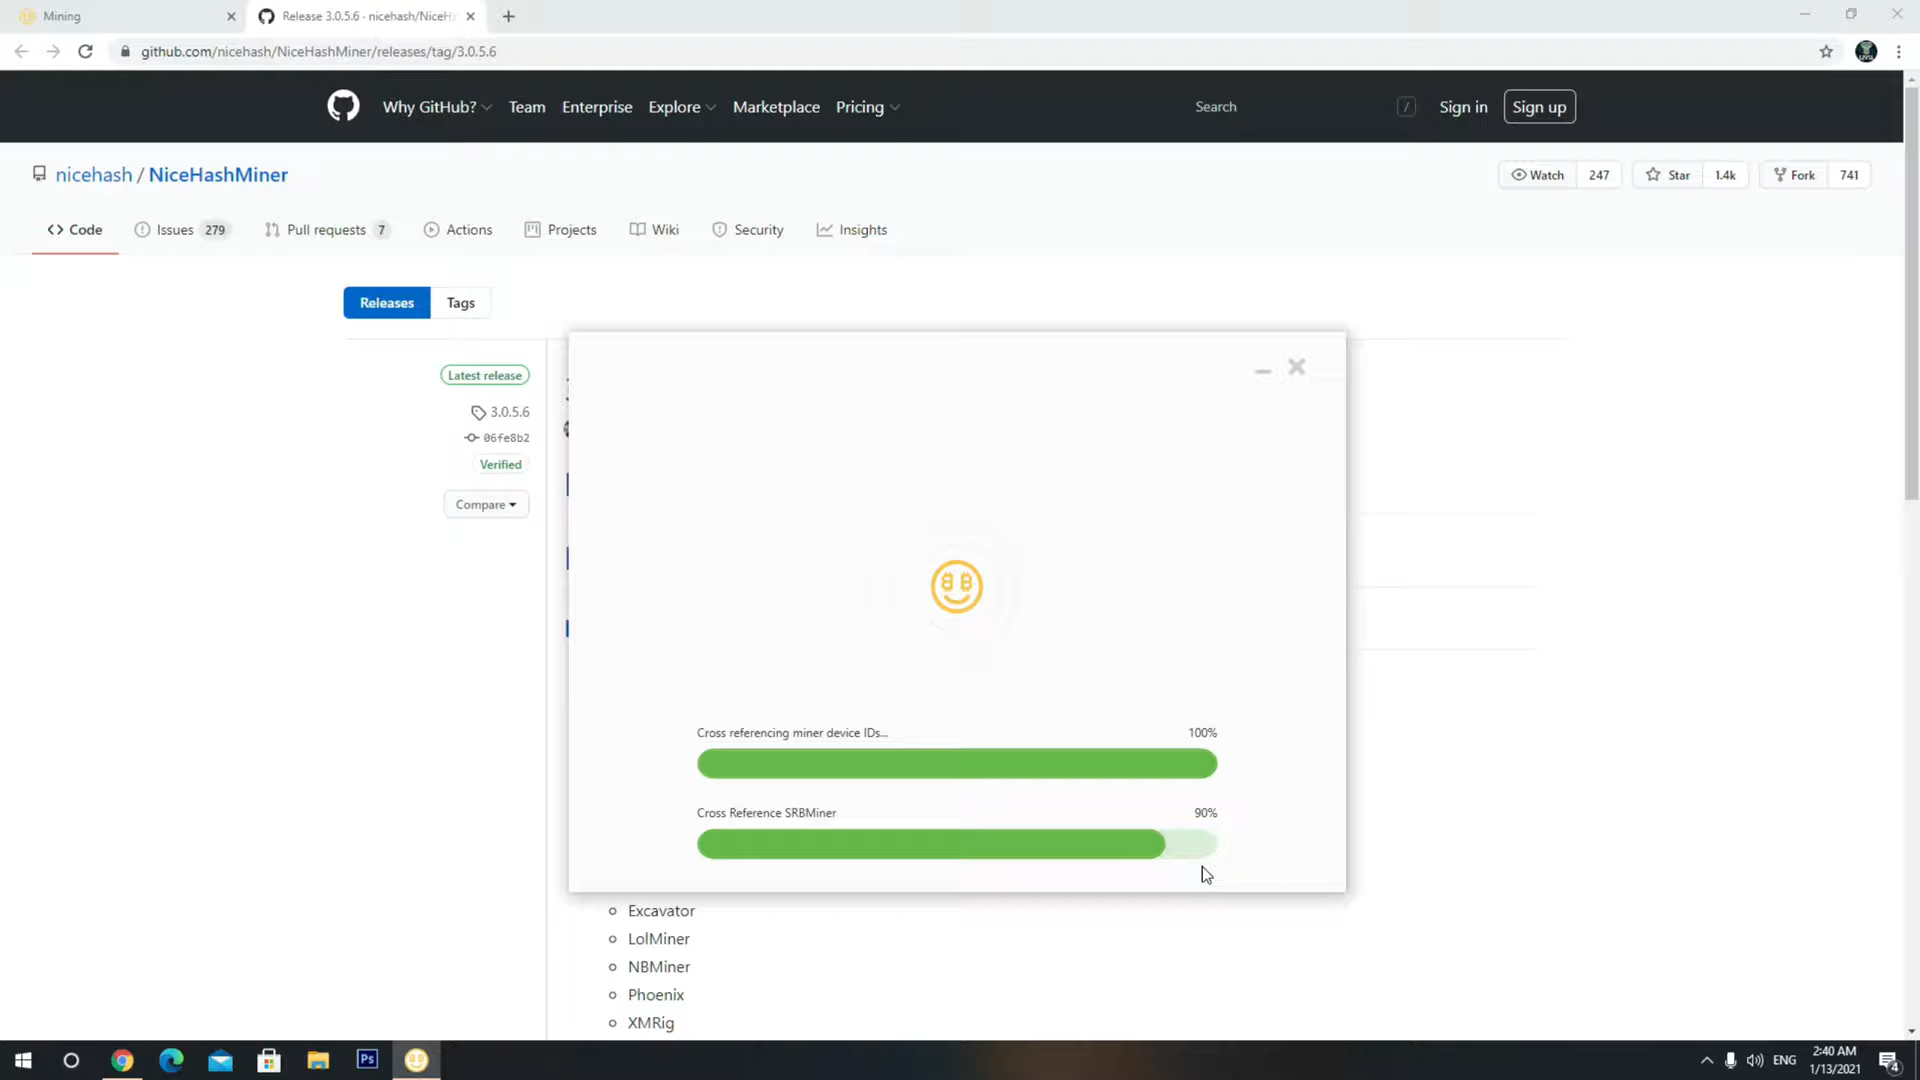 Mining
Release 3.0.5.6 · nicehash/NiceH
github.com/nicehash/NiceHashMiner/releases/tag/3.0.5.6
Why GitHub? Team Enterprise Explore Marketplace Pricing Search / Sign in Sign up
nicehash / NiceHashMiner
Watch 247 Star 1.4k Fork 741
Code Issues 279 Pull requests 7 Actions Projects Wiki Security Insights
Releases Tags
Latest release
3.0.5.6
06fe8b2
Verified
Compare
Cross referencing miner device IDs... 100%
Cross Reference SRBMiner 90%
Excavator
LolMiner
NBMiner
Phoenix
XMRig
Ps
ENG
2:40 AM
1/13/2021
4